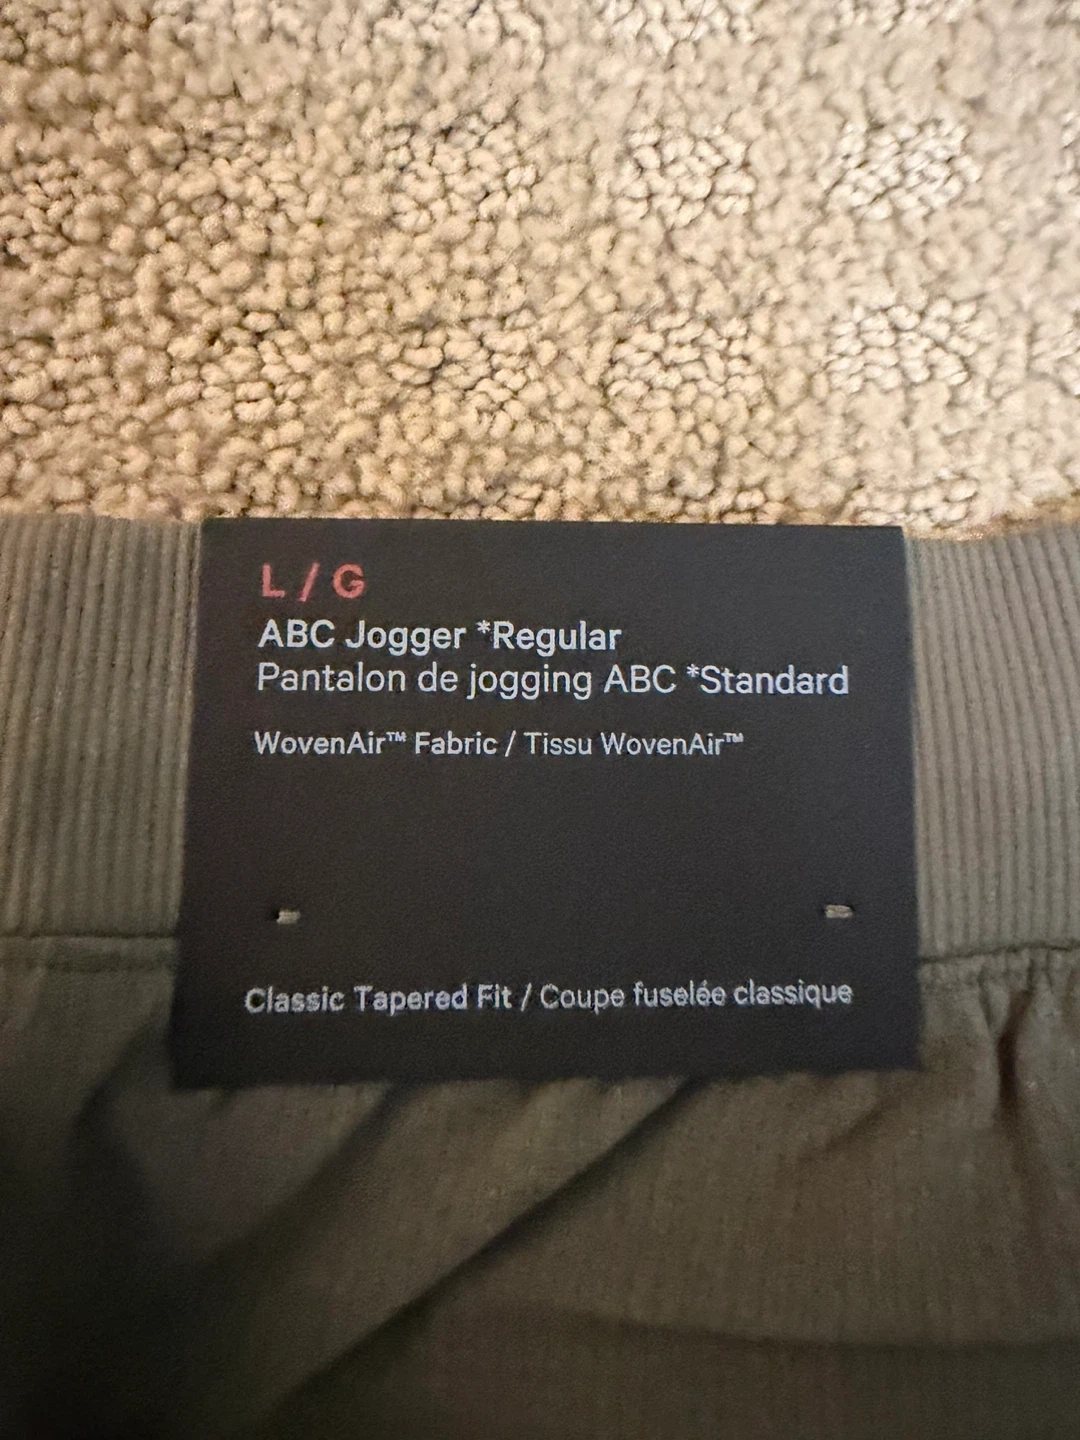 L / G
ABC Jogger *Regular
Pantalon de jogging ABC *Standard
WovenAir™ Fabric / Tissu WovenAir™
Classic Tapered Fit / Coupe fuselée classique